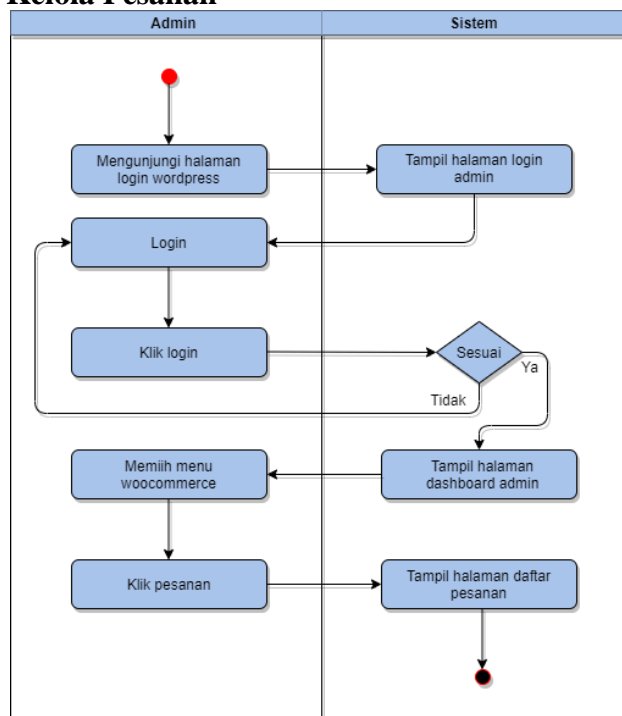 Kelola Pesanan
Admin
Sistem
Mengunjungi halaman
login wordpress
Tampil halaman login
admin
Login
Klik login
Sesuai
Ya
Tidak
Memiih menu
woocommerce
Tampil halaman
dashboard admin
Klik pesanan
Tampil halaman daftar
pesanan